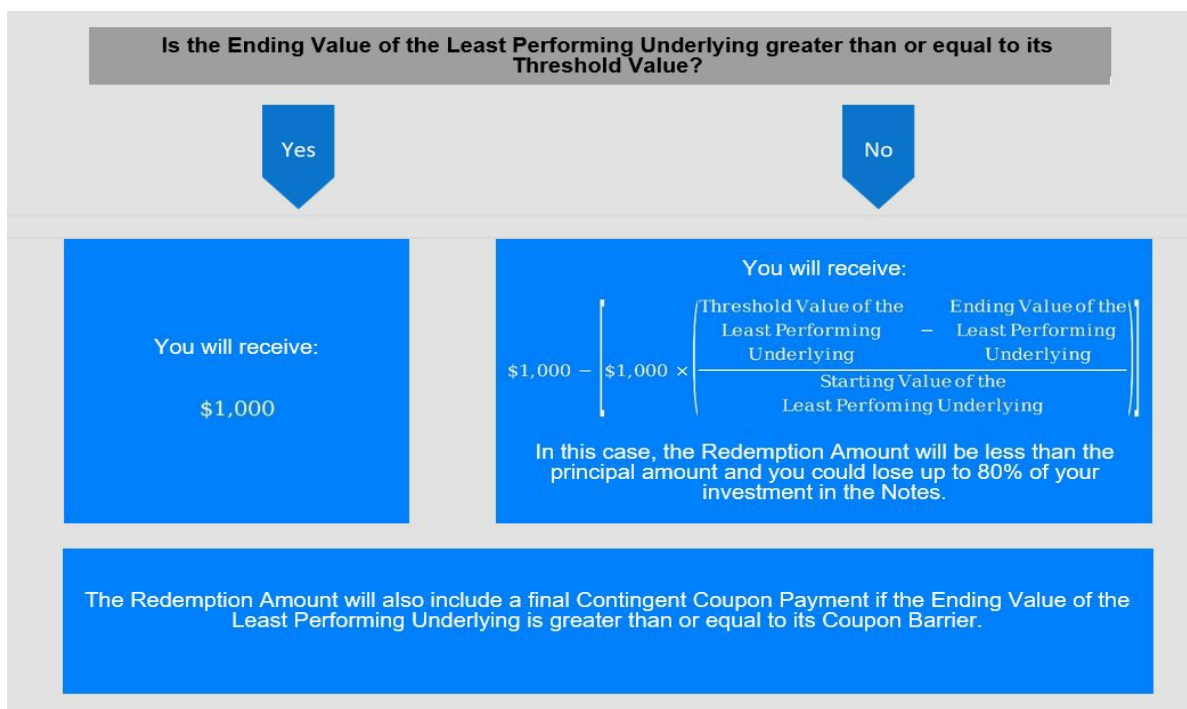 Is the Ending Value of the Least Performing Underlying greater than or equal to its
Threshold Value?
Yes
No
You will receive:
$1,000
You will receive:
$1,000 − [$1,000 × (
Threshold Value of the
Least Performing
Underlying
−
Ending Value of the
Least Performing
Underlying
Starting Value of the
Least Perfoming Underlying
)]
In this case, the Redemption Amount will be less than the
principal amount and you could lose up to 80% of your
investment in the Notes.
The Redemption Amount will also include a final Contingent Coupon Payment if the Ending Value of the
Least Performing Underlying is greater than or equal to its Coupon Barrier.